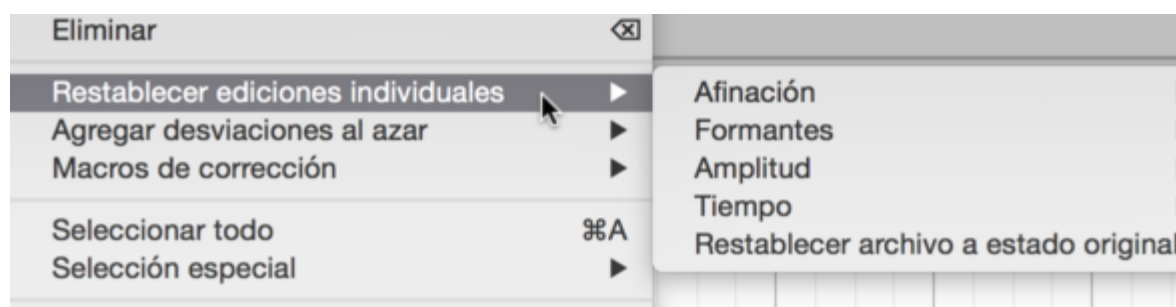 Eliminar ⌫
Restablecer ediciones individuales ▶
Agregar desviaciones al azar ▶
Macros de corrección ▶
Seleccionar todo ⌘A
Selección especial ▶
Afinación
Formantes
Amplitud
Tiempo
Restablecer archivo a estado original